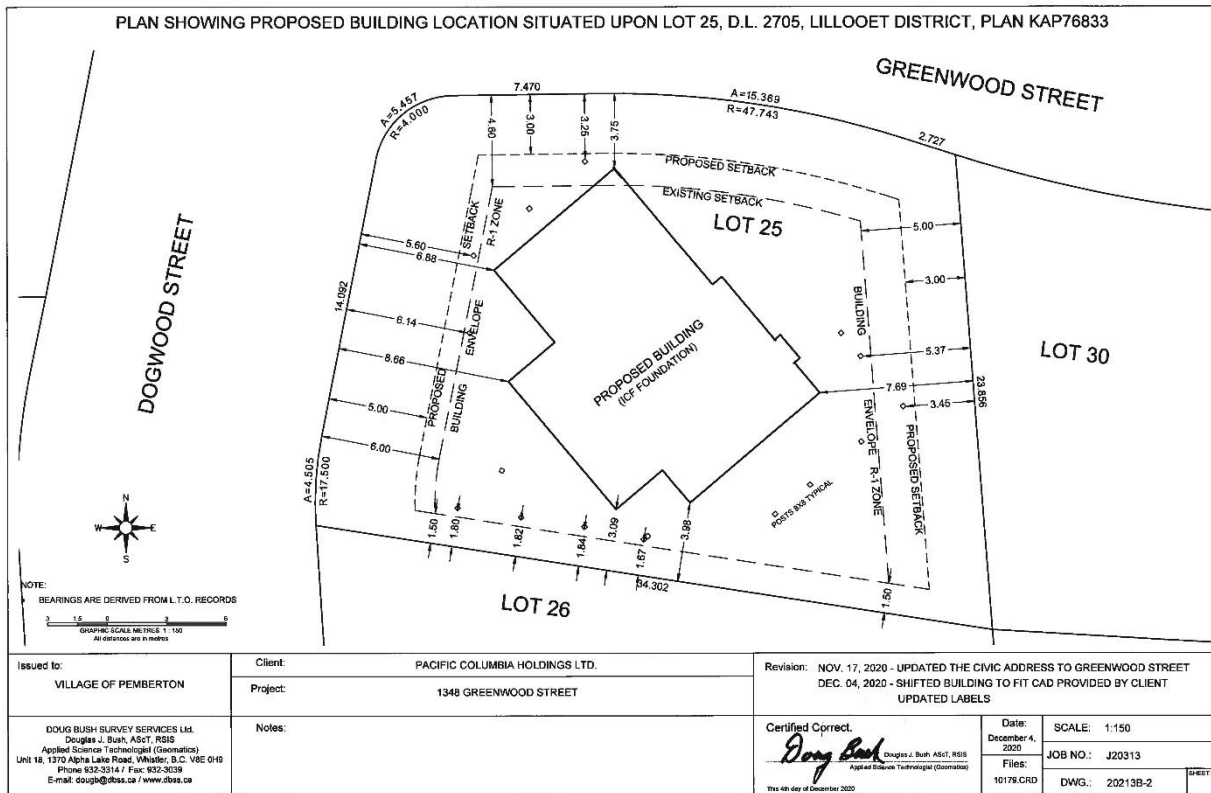 PLAN SHOWING PROPOSED BUILDING LOCATION SITUATED UPON LOT 25, D.L. 2705, LILLOOET DISTRICT, PLAN KAP76833
GREENWOOD STREET
A=5.457
R=4.000
7.470
A=15.369
R=47.743
2.727
4.60
3.00
3.25
3.75
PROPOSED SETBACK
EXISTING SETBACK
LOT 25
SETBACK
R-1 ZONE
5.60
6.88
5.00
3.00
DOGWOOD STREET
14.092
6.14
ENVELOPE
BUILDING
PROPOSED BUILDING
(ICF FOUNDATION)
5.37
LOT 30
8.66
PROPOSED
BUILDING
7.69
23.856
3.45
5.00
6.00
ENVELOPE
R-1 ZONE
PROPOSED SETBACK
A=4.505
R=17.500
POSTS 8X8 TYPICAL
1.50
1.80
1.82
1.84
3.09
1.67
3.98
34.302
1.50
N
W
E
S
LOT 26
NOTE:
BEARINGS ARE DERIVED FROM L.T.O. RECORDS
3 1.5 0 3 6
GRAPHIC SCALE METRES 1 : 150
All distances are in metres
Issued to:
VILLAGE OF PEMBERTON
Client: PACIFIC COLUMBIA HOLDINGS LTD.
Project: 1348 GREENWOOD STREET
Revision: NOV. 17, 2020 - UPDATED THE CIVIC ADDRESS TO GREENWOOD STREET
DEC. 04, 2020 - SHIFTED BUILDING TO FIT CAD PROVIDED BY CLIENT
UPDATED LABELS
DOUG BUSH SURVEY SERVICES Ltd.
Douglas J. Bush, AScT, RSIS
Applied Science Technologist (Geomatics)
Unit 18, 1370 Alpha Lake Road, Whistler, B.C. V8E 0H9
Phone 932-3314 / Fax: 932-3039
E-mail: dougb@dbss.ca / www.dbss.ca
Notes:
Certified Correct.
Doug Bush
Douglas J. Bush, AScT, RSIS
Applied Science Technologist (Geomatics)
This 4th day of December 2020
Date:
December 4,
2020
Files:
10179.CRD
SCALE: 1:150
JOB NO.: J20313
DWG.: 20213B-2
SHEET